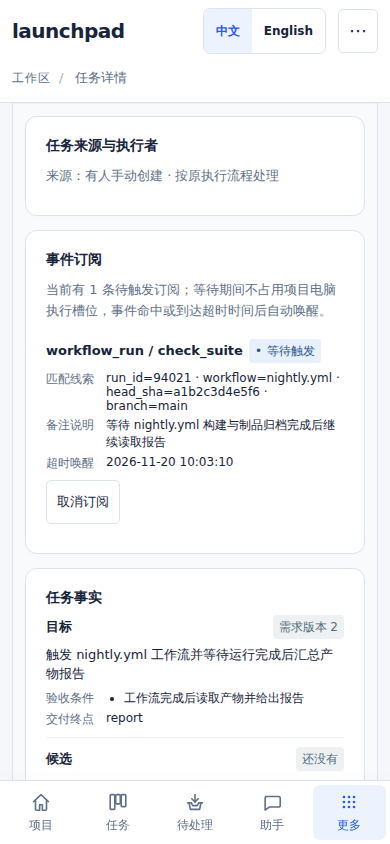 launchpad
中文
English
工作区 / 任务详情
任务来源与执行者
来源：有人手动创建 · 按原执行流程处理
事件订阅
当前有 1 条待触发订阅；等待期间不占用项目电脑
执行槽位，事件命中或到达超时时间后自动唤醒。
workflow_run / check_suite
• 等待触发
匹配线索
run_id=94021 · workflow=nightly.yml ·
head_sha=a1b2c3d4e5f6 ·
branch=main
备注说明
等待 nightly.yml 构建与制品归档完成后继
续读取报告
超时唤醒
2026-11-20 10:03:10
取消订阅
任务事实
目标
需求版本 2
触发 nightly.yml 工作流并等待运行完成后汇总产
物报告
验收条件
• 工作流完成后读取产物并给出报告
交付终点
report
候选
还没有
项目
任务
待处理
助手
更多